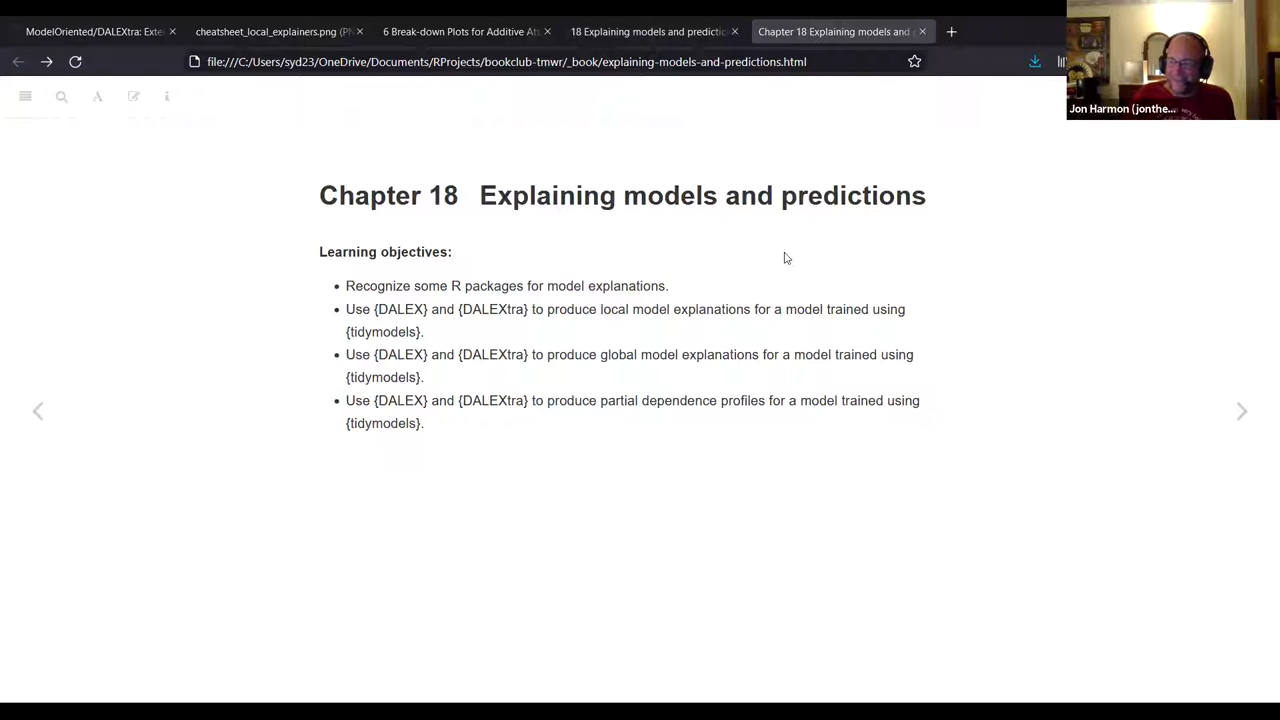 ModelOriented/DALEXtra: Exte
cheatsheet_local_explainers.png (PN
6 Break-down Plots for Additive At
18 Explaining models and predictio
Chapter 18 Explaining models and
file:///C:/Users/syd23/OneDrive/Documents/RProjects/bookclub-tmwr/_book/explaining-models-and-predictions.html
Jon Harmon (jonthe...
Chapter 18 Explaining models and predictions
Learning objectives:
• Recognize some R packages for model explanations.
• Use {DALEX} and {DALEXtra} to produce local model explanations for a model trained using
{tidymodels}.
• Use {DALEX} and {DALEXtra} to produce global model explanations for a model trained using
{tidymodels}.
• Use {DALEX} and {DALEXtra} to produce partial dependence profiles for a model trained using
{tidymodels}.